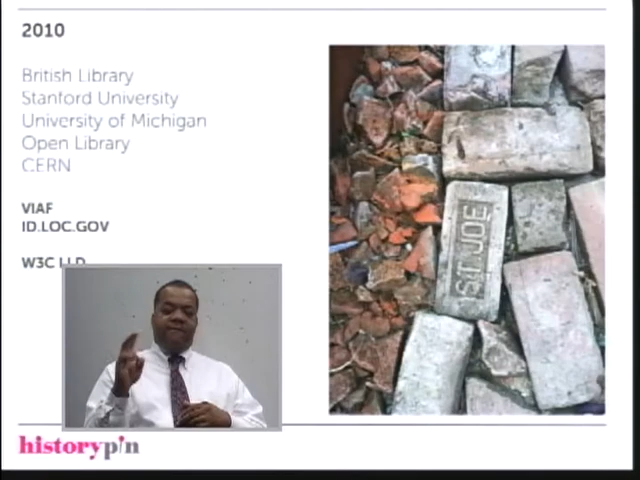 2010
British Library
Stanford University
University of Michigan
Open Library
CERN
VIAF
ID.LOC.GOV
W3C LLD
ST. JOE
historypin